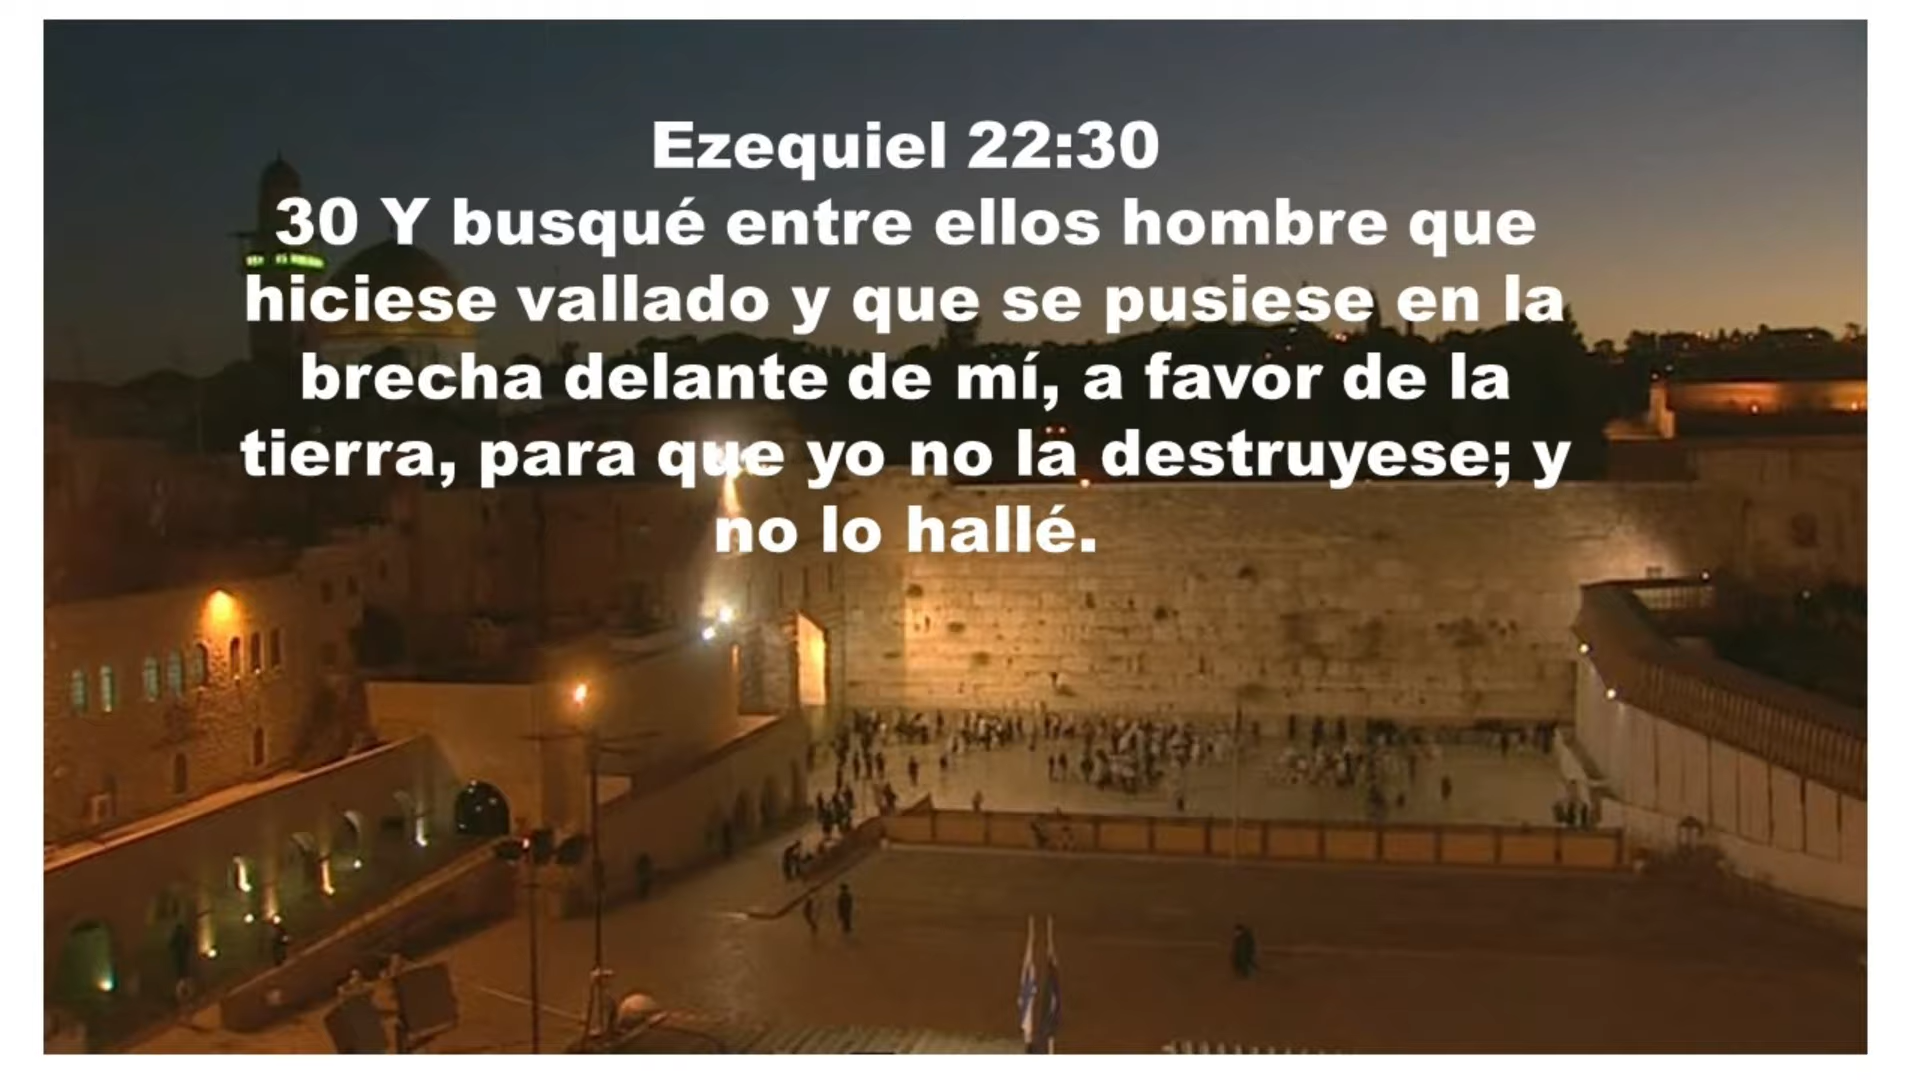 Ezequiel 22:30
30 Y busqué entre ellos hombre que
hiciese vallado y que se pusiese en la
brecha delante de mí, a favor de la
tierra, para que yo no la destruyese; y
no lo hallé.